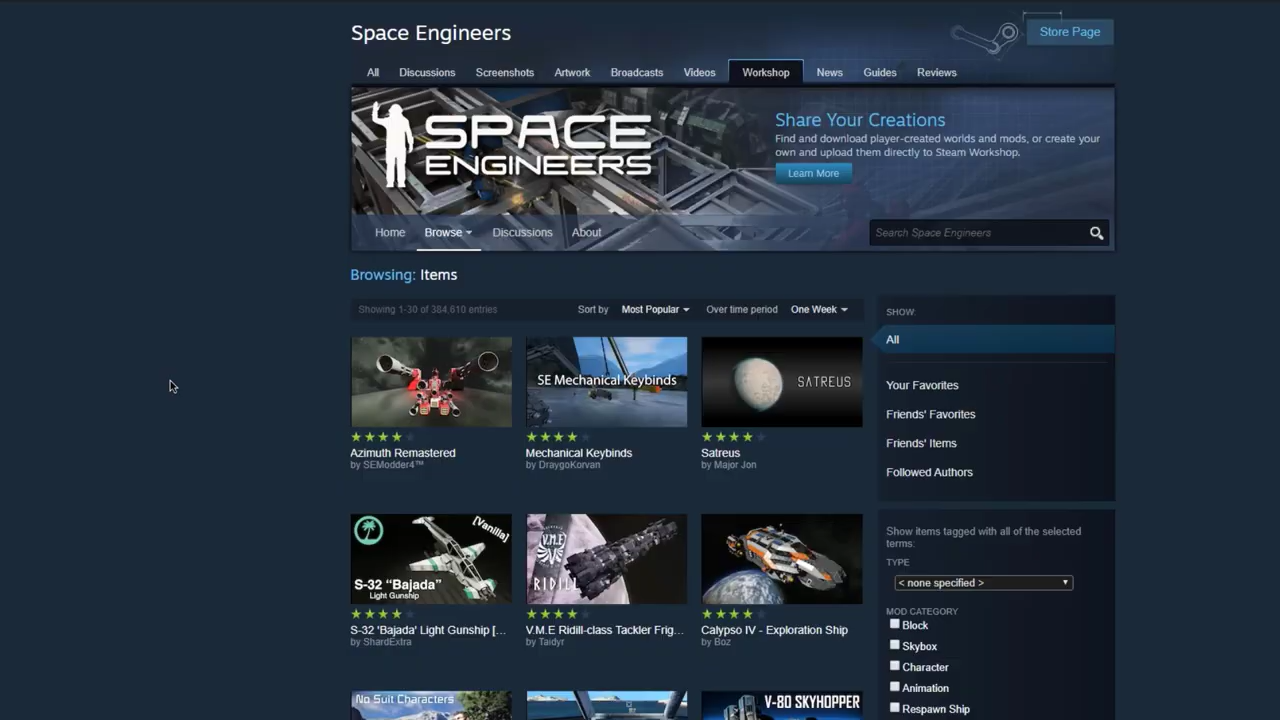 Space Engineers
Store Page
All Discussions Screenshots Artwork Broadcasts Videos Workshop News Guides Reviews
SPACE
ENGINEERS
Share Your Creations
Find and download player-created worlds and mods, or create your
own and upload them directly to Steam Workshop.
Learn More
Home Browse Discussions About
Search Space Engineers
Browsing: Items
Showing 1-30 of 384,610 entries
Sort by Most Popular Over time period One Week
SHOW:
All
Your Favorites
Friends' Favorites
Friends' Items
Followed Authors
SE Mechanical Keybinds
SATREUS
Azimuth Remastered
by SEModder4™
Mechanical Keybinds
by DraygoKorvan
Satreus
by Major Jon
[Vanilla]
S-32 "Bajada"
Light Gunship
V.M.E
RIDILL
S-32 'Bajada' Light Gunship [...
by ShardExtra
V.M.E Ridill-class Tackler Frig...
by Taidyr
Calypso IV - Exploration Ship
by Boz
Show items tagged with all of the selected
terms:
TYPE
< none specified >
MOD CATEGORY
Block
Skybox
Character
Animation
Respawn Ship
No Suit Characters
V-80 SKYHOPPER